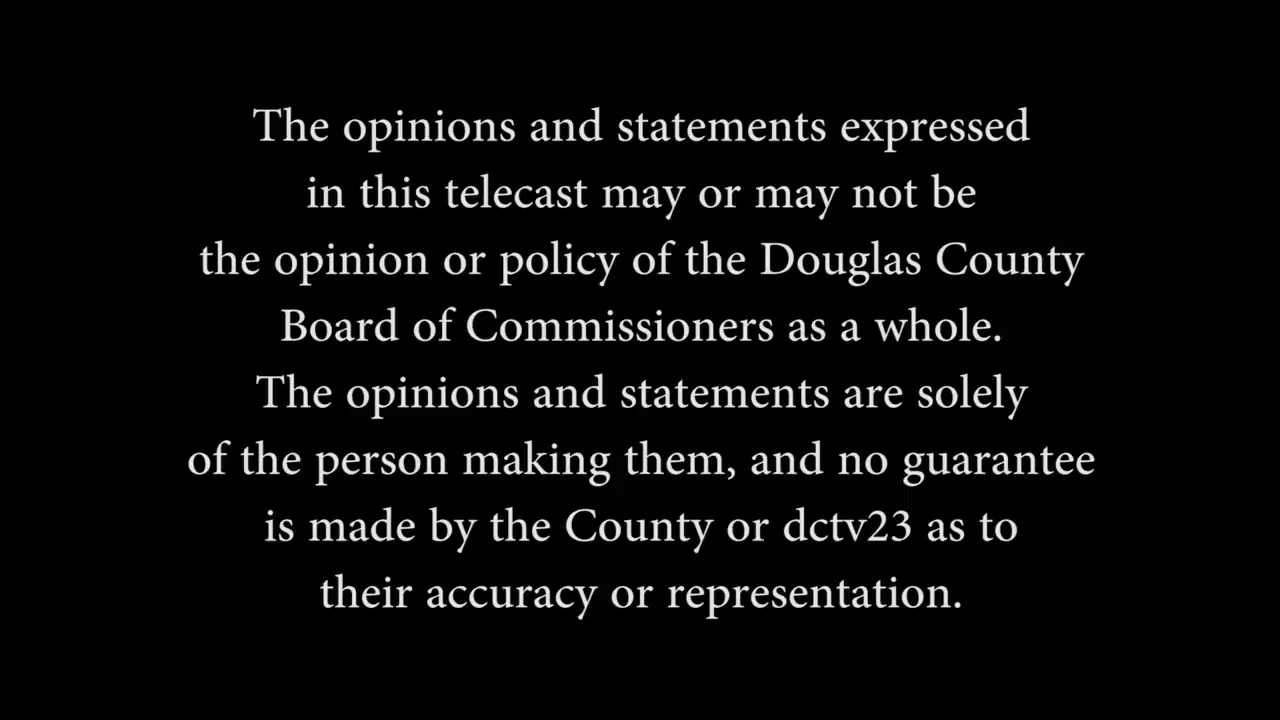 The opinions and statements expressed
in this telecast may or may not be
the opinion or policy of the Douglas County
Board of Commissioners as a whole.
The opinions and statements are solely
of the person making them, and no guarantee
is made by the County or dctv23 as to
their accuracy or representation.